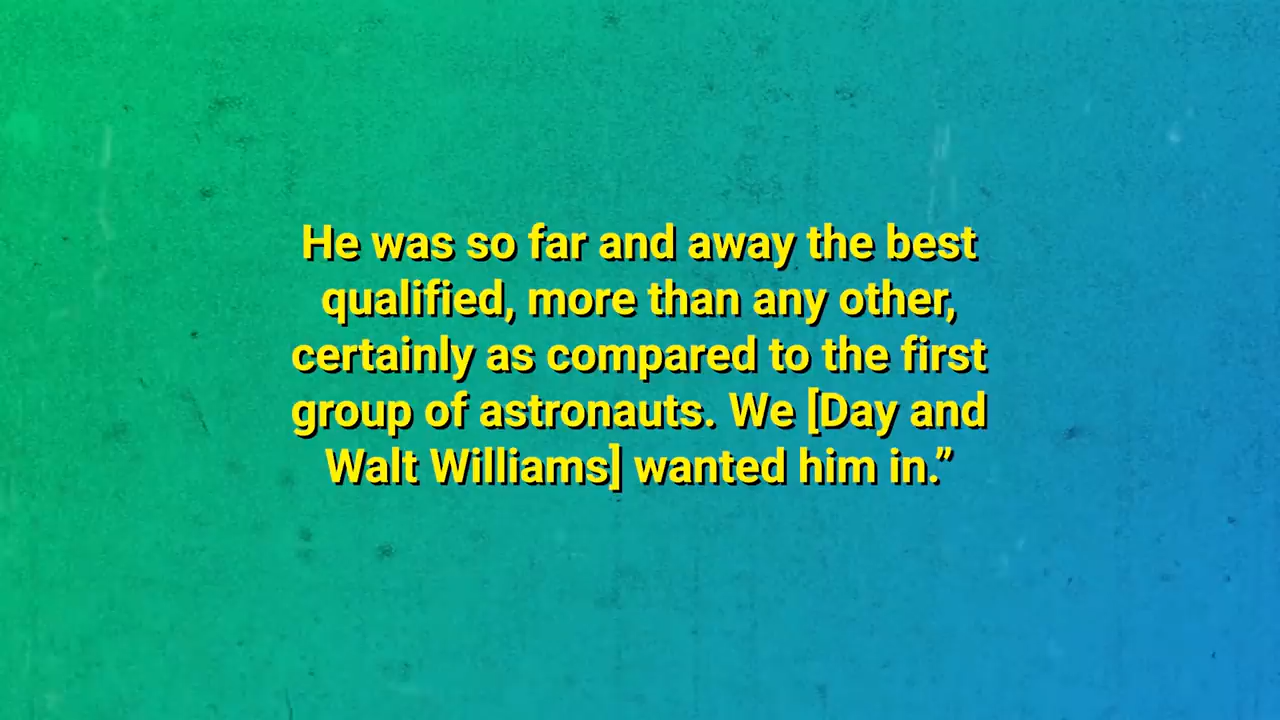 He was so far and away the best
qualified, more than any other,
certainly as compared to the first
group of astronauts. We [Day and
Walt Williams] wanted him in.”